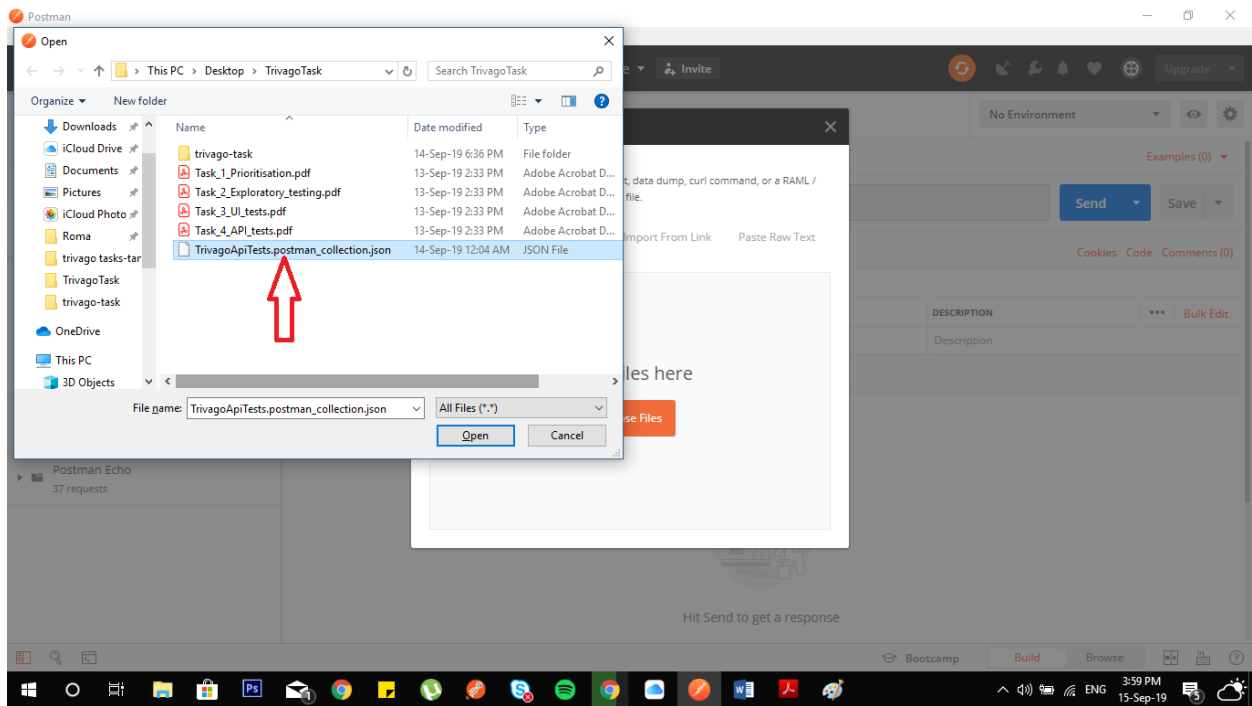 Postman
Open
This PC > Desktop > TrivagoTask
Search TrivagoTask
Invite
Upgrade
Organize
New folder
No Environment
Downloads
iCloud Drive
Documents
Pictures
iCloud Photo
Roma
trivago tasks-tar
TrivagoTask
trivago-task
OneDrive
This PC
3D Objects
Name Date modified Type
trivago-task 14-Sep-19 6:36 PM File folder
Task_1_Prioritisation.pdf 13-Sep-19 2:33 PM Adobe Acrobat D...
Task_2_Exploratory_testing.pdf 13-Sep-19 2:33 PM Adobe Acrobat D...
Task_3_UI_tests.pdf 13-Sep-19 2:33 PM Adobe Acrobat D...
Task_4_API_tests.pdf 13-Sep-19 2:33 PM Adobe Acrobat D...
TrivagoApiTests.postman_collection.json 14-Sep-19 12:04 AM JSON File
File name: TrivagoApiTests.postman_collection.json All Files (*.*)
Open Cancel
Examples (0)
t, data dump, curl command, or a RAML /
file.
Send Save
Import From Link Paste Raw Text
Cookies Code Comments (0)
DESCRIPTION ••• Bulk Edit
Description
iles here
se Files
Postman Echo
37 requests
Hit Send to get a response
Bootcamp Build Browse
Ps
W
ENG
3:59 PM
15-Sep-19
5
1